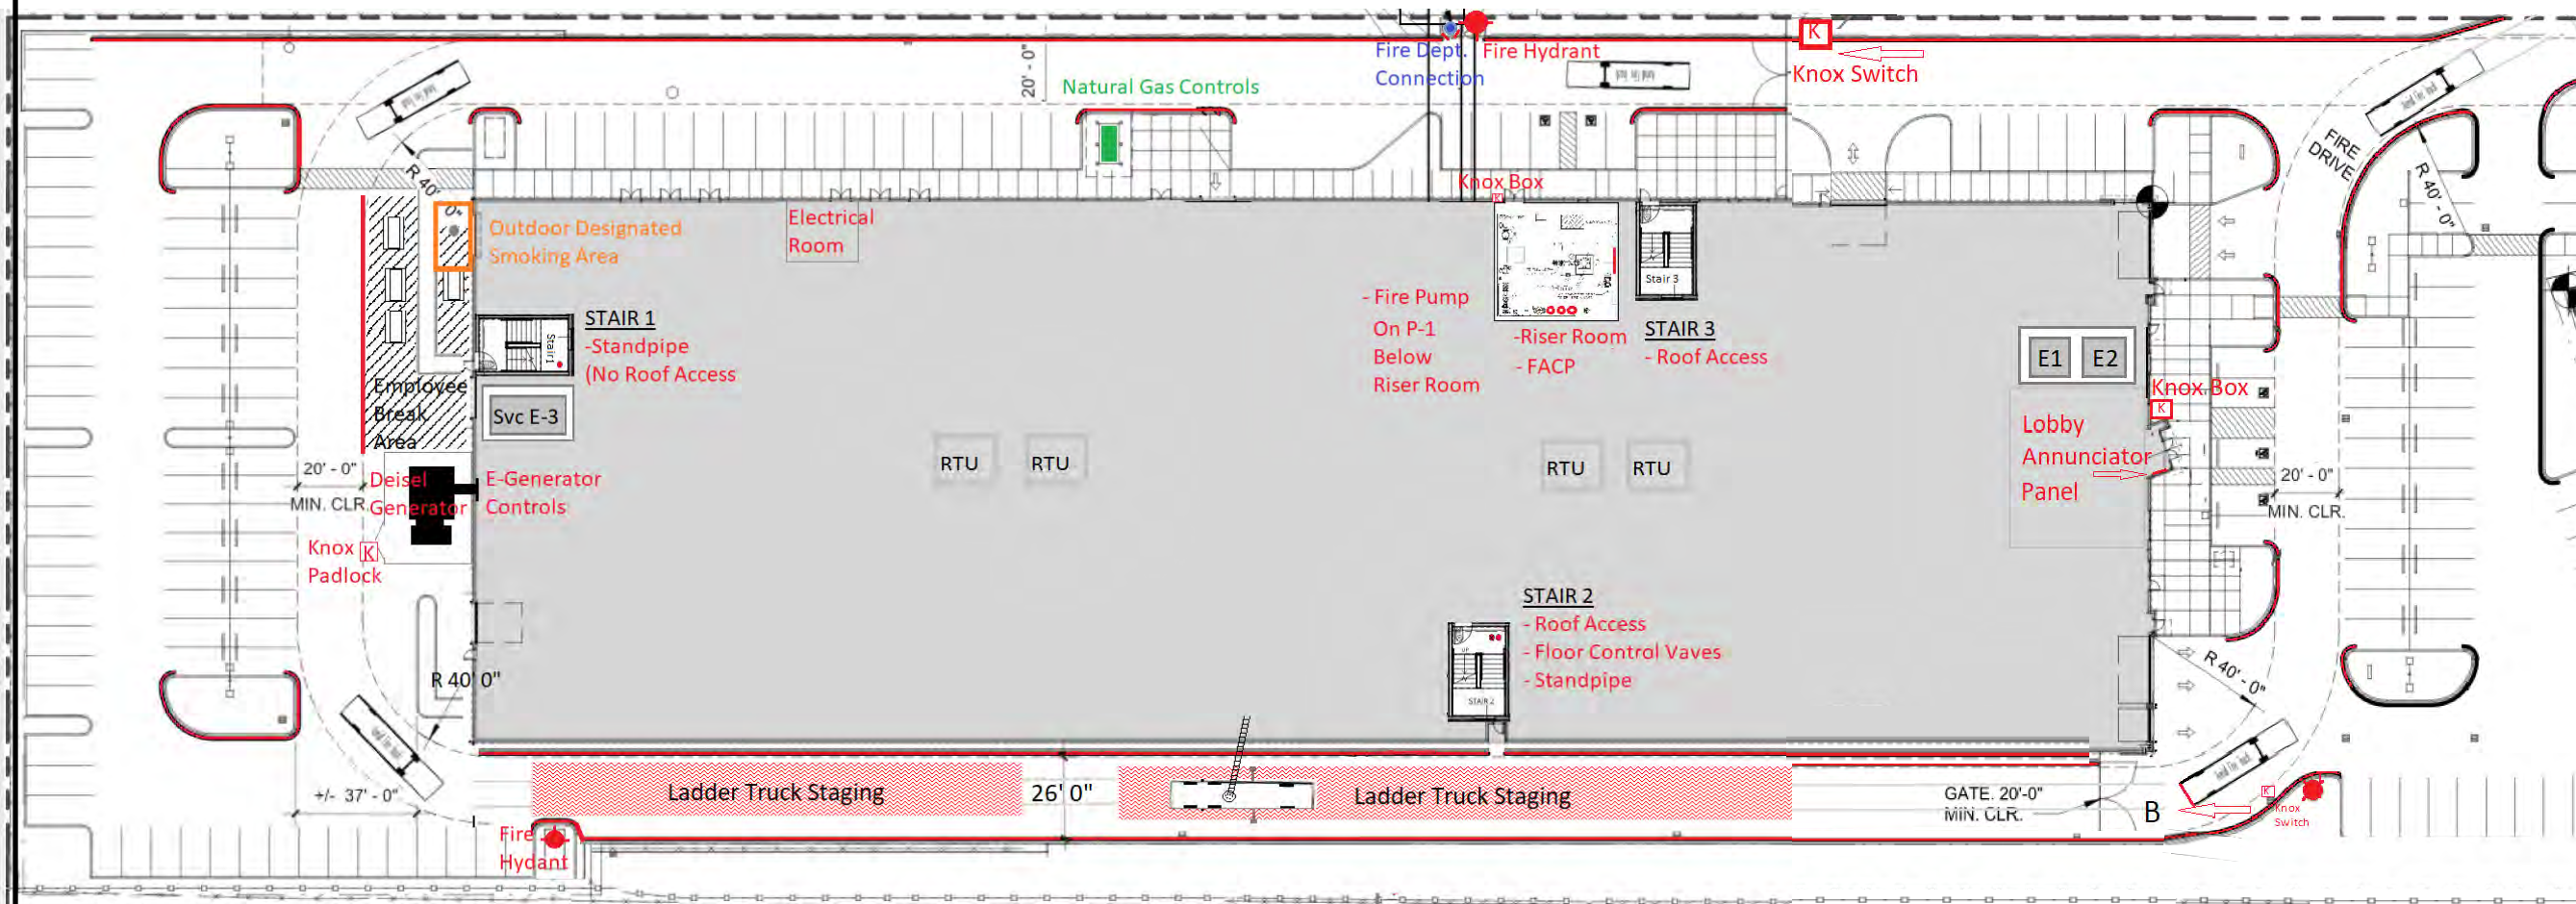 Fire Dept.
Connection
Fire Hydrant
K
Knox Switch
20' - 0"
Natural Gas Controls
FIRE
DRIVE
R 40' - 0"
R 40'
0"
Knox Box
Electrical
Room
Outdoor Designated
Smoking Area
Stair 3
- Fire Pump
On P-1
Below
Riser Room
-Riser Room
- FACP
STAIR 3
- Roof Access
STAIR 1
-Standpipe
(No Roof Access
Stair1
E1
E2
Knox Box
K
Employee
Break
Area
Svc E-3
Lobby
Annunciator
Panel
RTU
RTU
RTU
RTU
20' - 0"
MIN. CLR.
Deisel
Generator
E-Generator
Controls
20' - 0"
MIN. CLR.
Knox
Padlock
K
STAIR 2
- Roof Access
- Floor Control Vaves
- Standpipe
UP
STAIR 2
R 40' 0"
R 40' - 0"
+/- 37' - 0"
Ladder Truck Staging
26' 0"
Ladder Truck Staging
GATE. 20'-0"
MIN. CLR.
B
K
Knox
Switch
Fire
Hydant